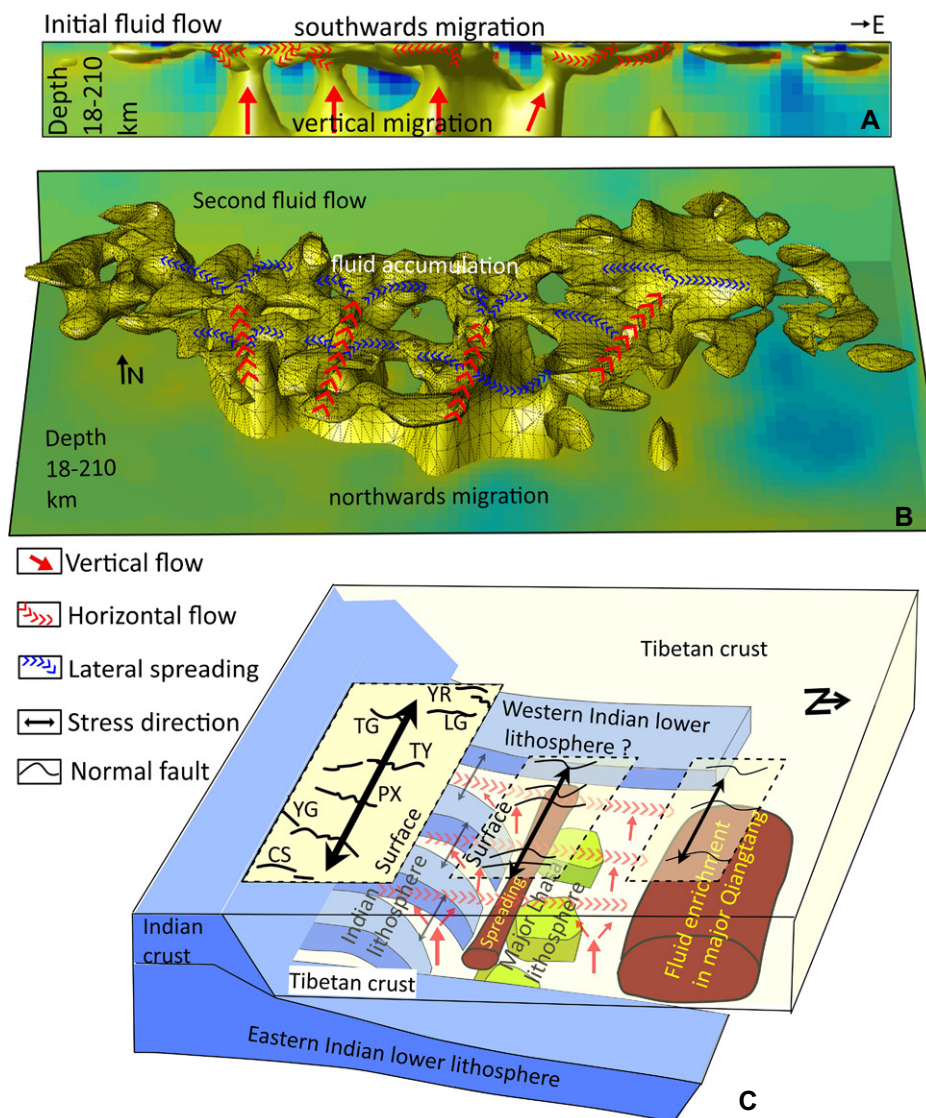 Initial fluid flow
southwards migration
→E
Depth
18-210
km
vertical migration
A
Second fluid flow
fluid accumulation
N
Depth
18-210
km
northwards migration
B
Vertical flow
Horizontal flow
Lateral spreading
Stress direction
Normal fault
Tibetan crust
N
YR
TG
LG
TY
PX
YG
CS
Surface
Western Indian lower
lithosphere ?
Surface
Indian
lithosphere
Spreading
Major Lhasa
lithosphere
Fluid enrichment
in major Qiangtang
Indian
crust
Tibetan crust
Eastern Indian lower lithosphere
C